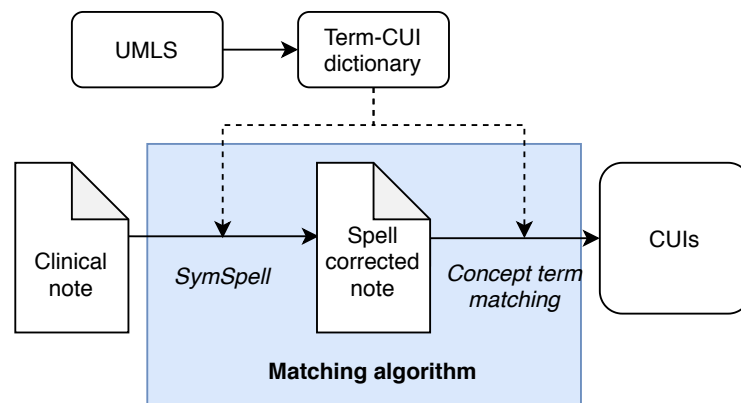 UMLS
Term-CUI
dictionary
Clinical
note
SymSpell
Spell
corrected
note
Concept term
matching
CUIs
Matching algorithm